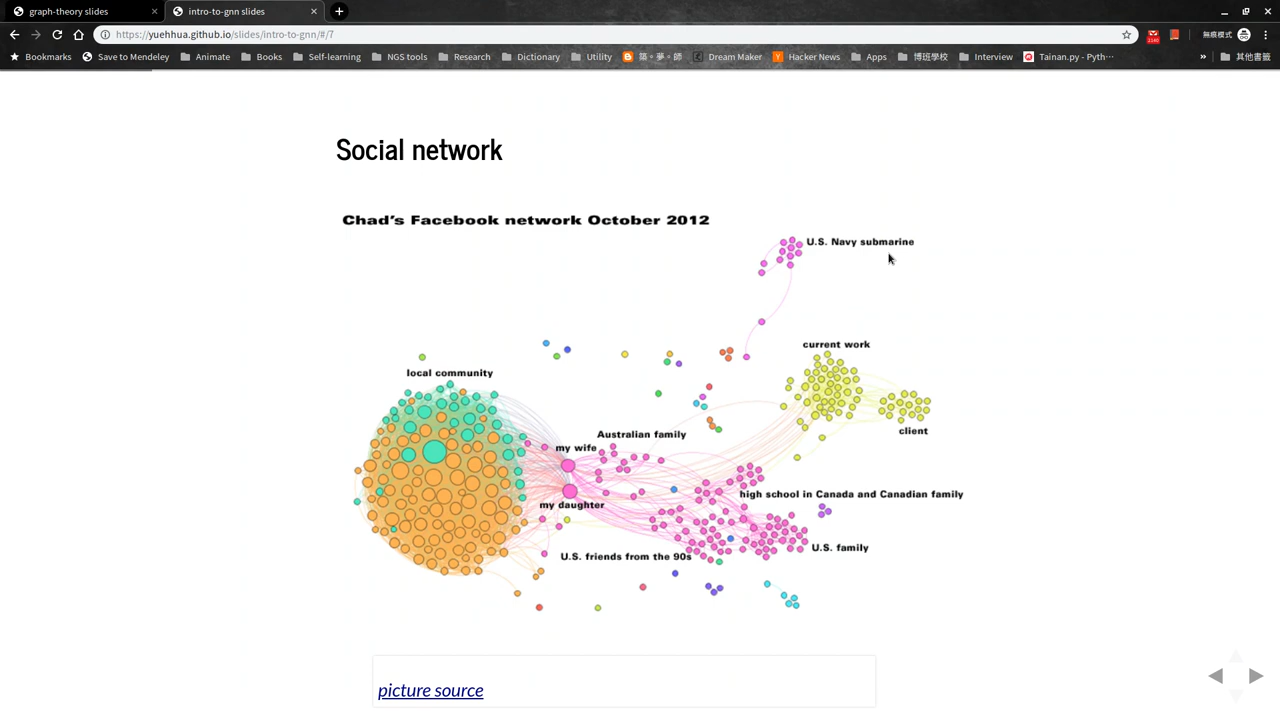 graph-theory slides
intro-to-gnn slides
https://yuehhua.github.io/slides/intro-to-gnn/#/7
無痕模式
Bookmarks
Save to Mendeley
Animate
Books
Self-learning
NGS tools
Research
Dictionary
Utility
築。夢。師
Dream Maker
Hacker News
Apps
博班學校
Interview
Tainan.py - Pyth…
»
其他書籤
Social network
Chad's Facebook network October 2012
U.S. Navy submarine
current work
local community
client
Australian family
my wife
high school in Canada and Canadian family
my daughter
U.S. family
U.S. friends from the 90s
picture source